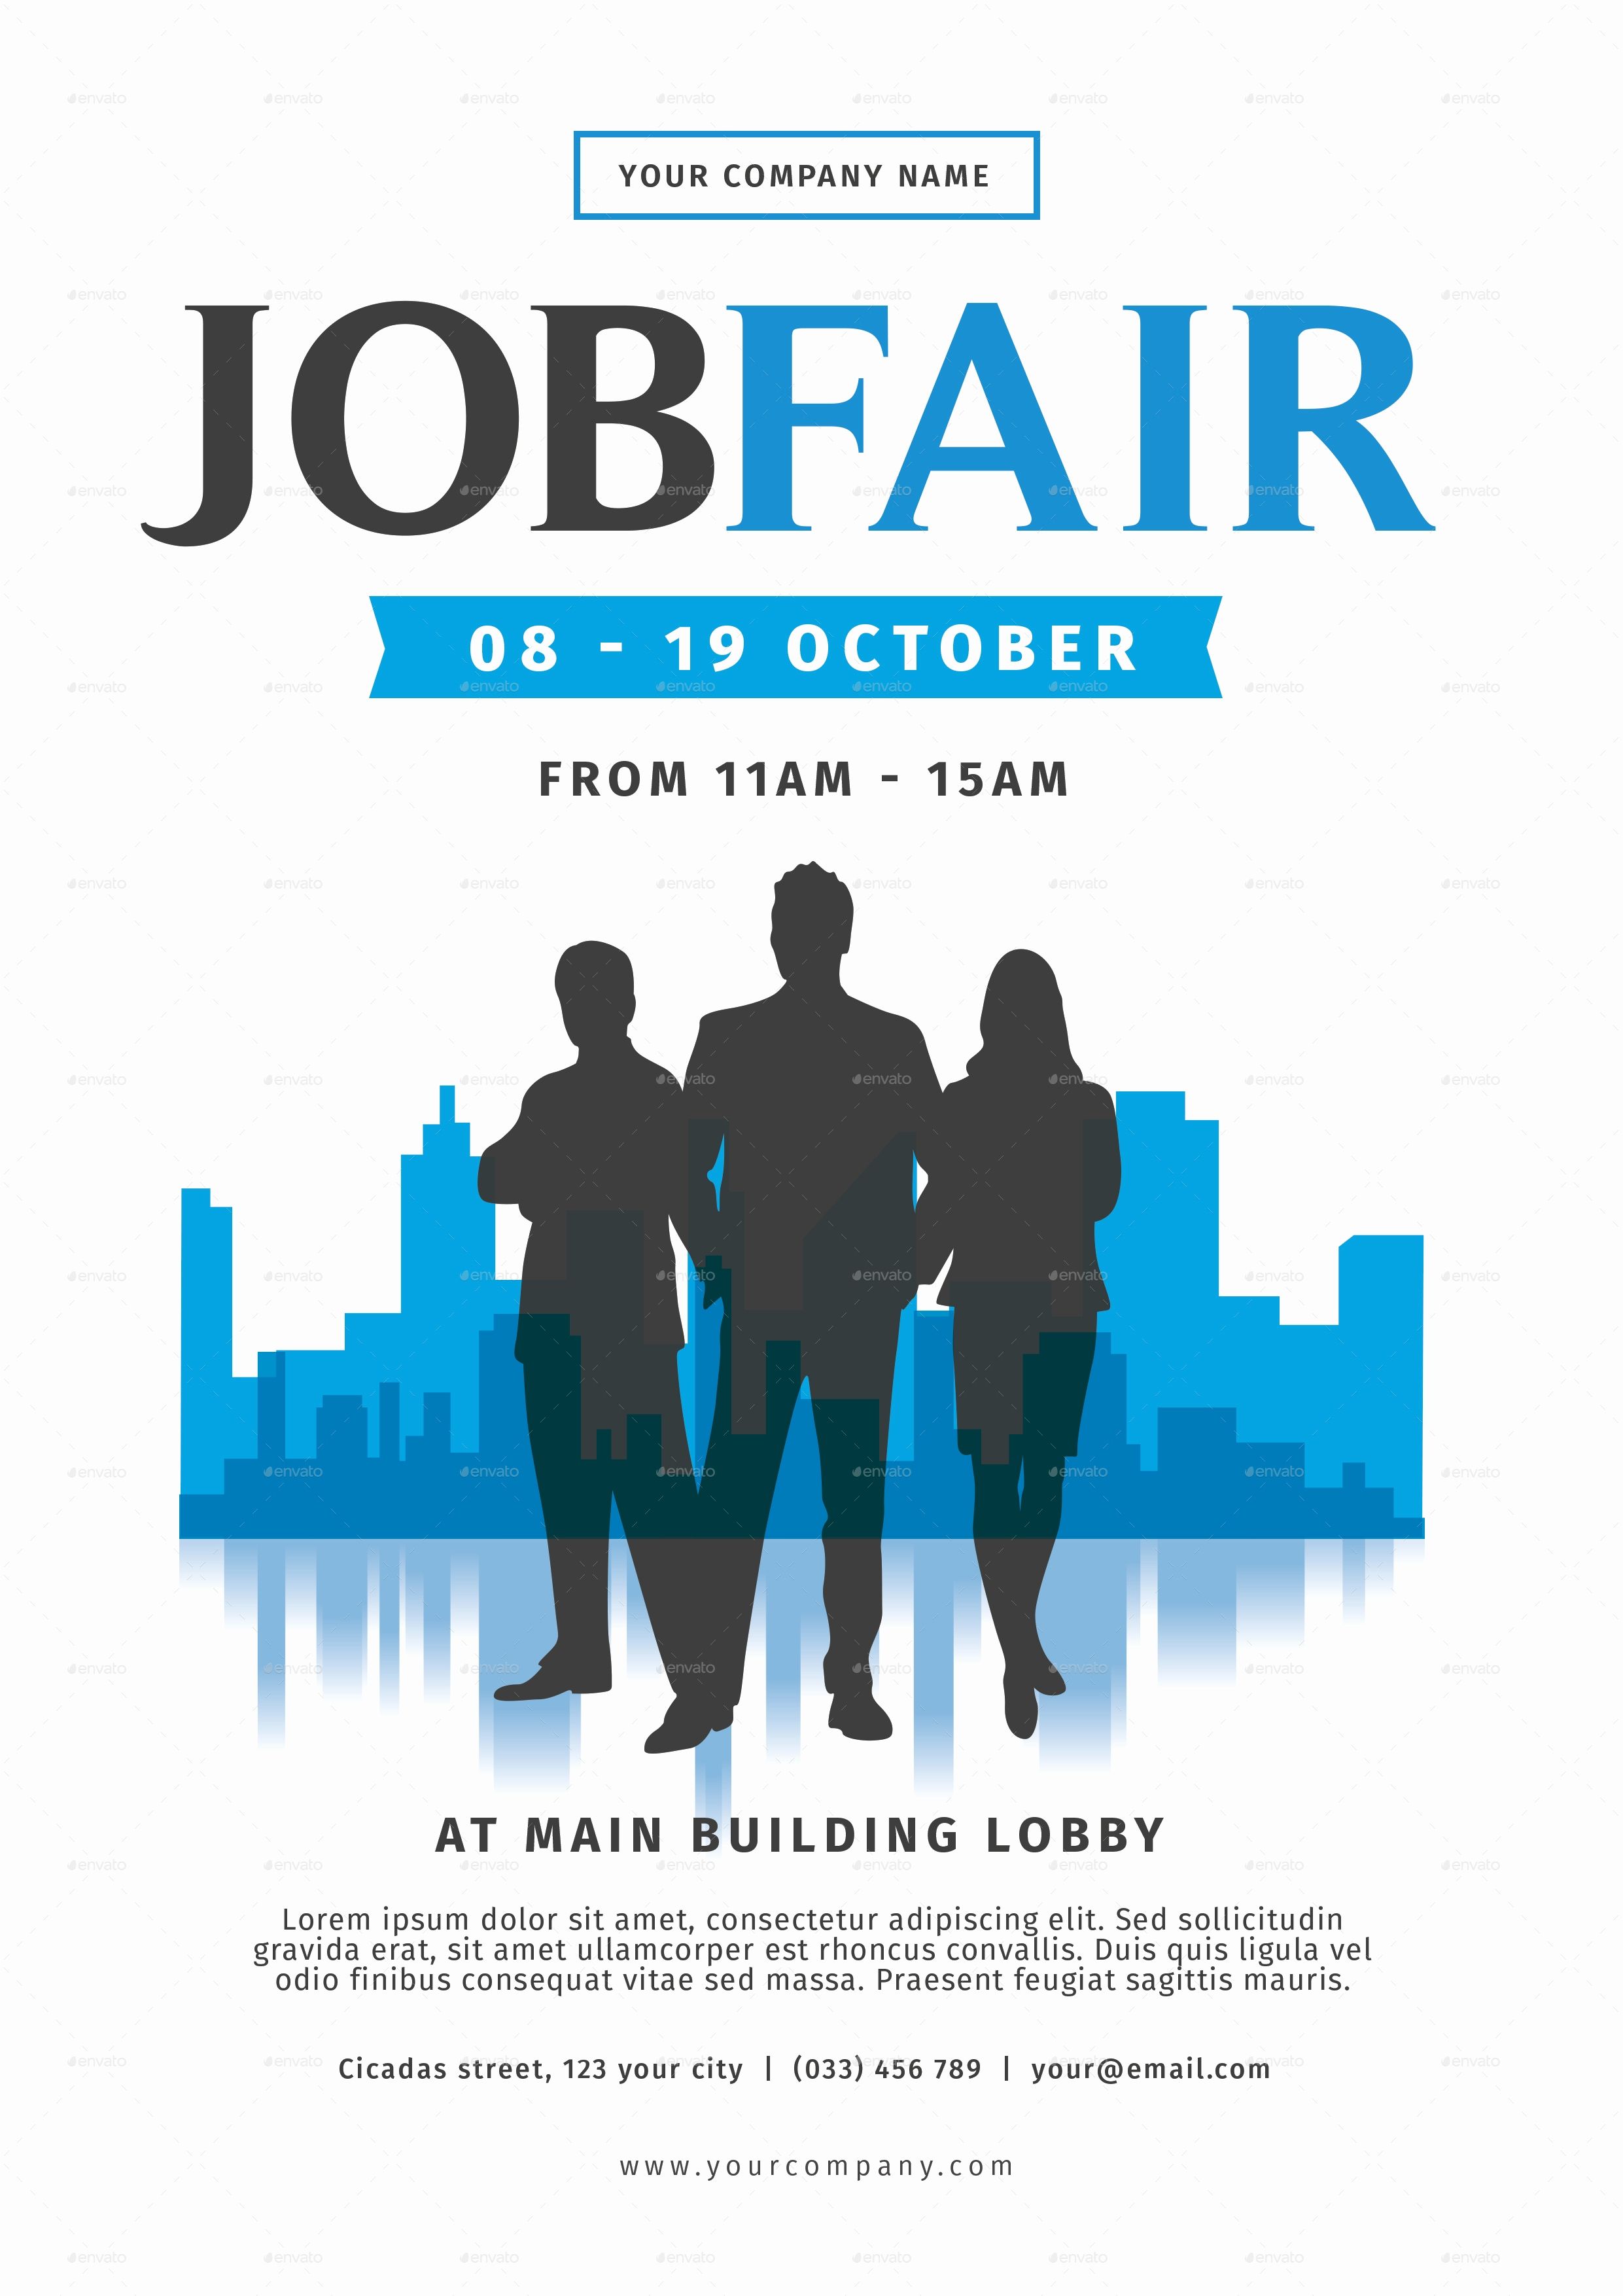 YOUR COMPANY NAME
JOBFAIR
08 - 19 OCTOBER
FROM 11AM - 15AM
AT MAIN BUILDING LOBBY
Lorem ipsum dolor sit amet, consectetur adipiscing elit. Sed sollicitudin
gravida erat, sit amet ullamcorper est rhoncus convallis. Duis quis ligula vel
odio finibus consequat vitae sed massa. Praesent feugiat sagittis mauris.
Cicadas street, 123 your city | (033) 456 789 | your@email.com
www.yourcompany.com
envato